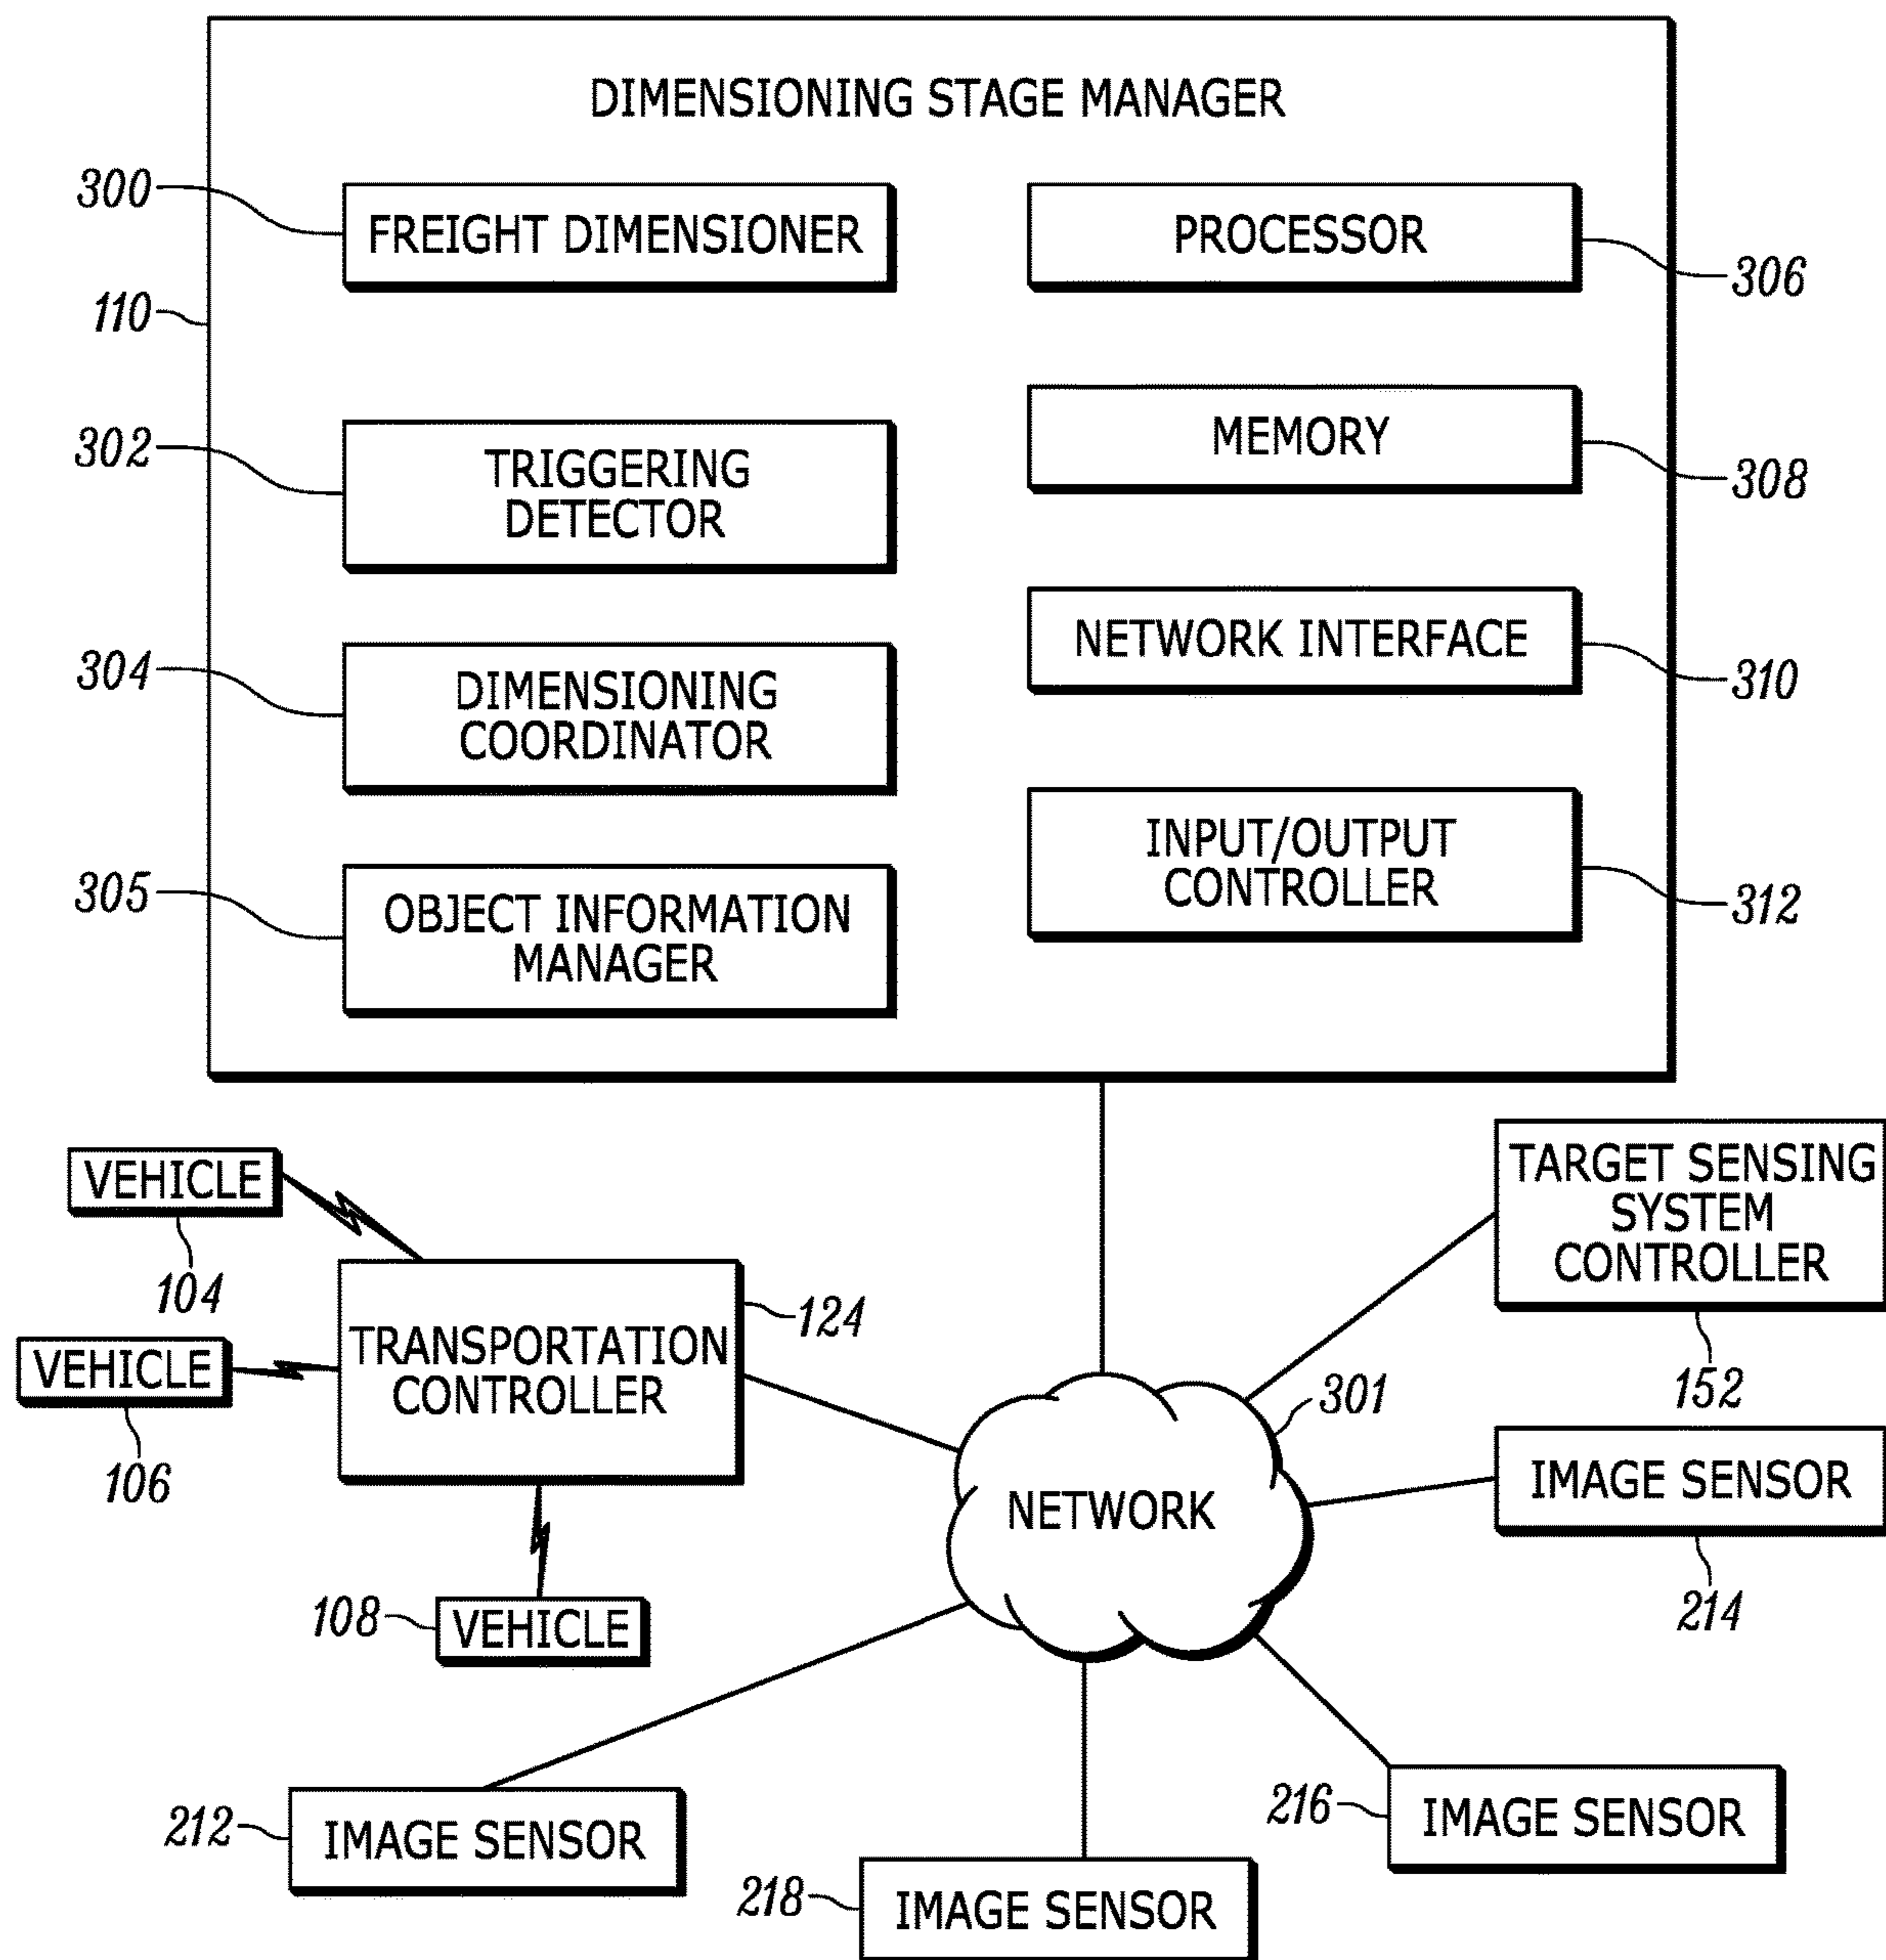 DIMENSIONING STAGE MANAGER
300
FREIGHT DIMENSIONER
PROCESSOR
306
110
302
TRIGGERING
DETECTOR
MEMORY
308
304
DIMENSIONING
COORDINATOR
NETWORK INTERFACE
310
305
OBJECT INFORMATION
MANAGER
INPUT/OUTPUT
CONTROLLER
312
VEHICLE
104
VEHICLE
106
TRANSPORTATION
CONTROLLER
124
108
VEHICLE
TARGET SENSING
SYSTEM
CONTROLLER
152
301
NETWORK
IMAGE SENSOR
214
212
IMAGE SENSOR
218
IMAGE SENSOR
216
IMAGE SENSOR